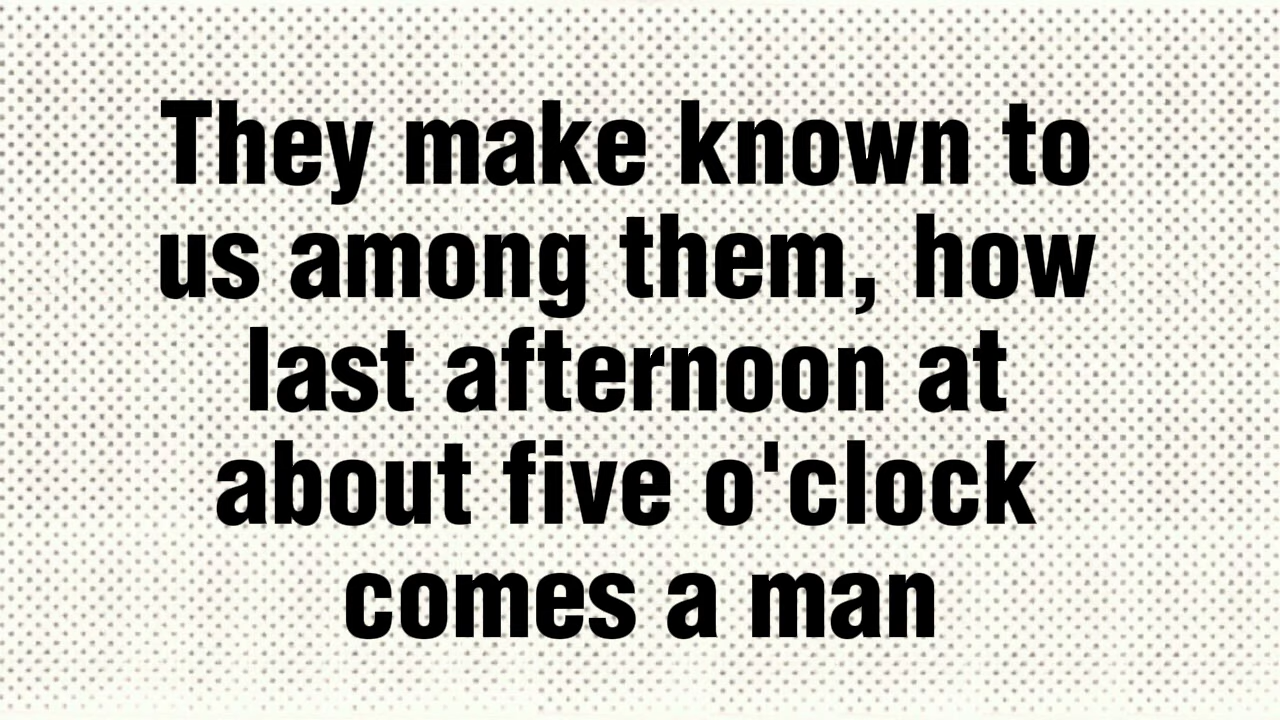 They make known to
us among them, how
last afternoon at
about five o'clock
comes a man